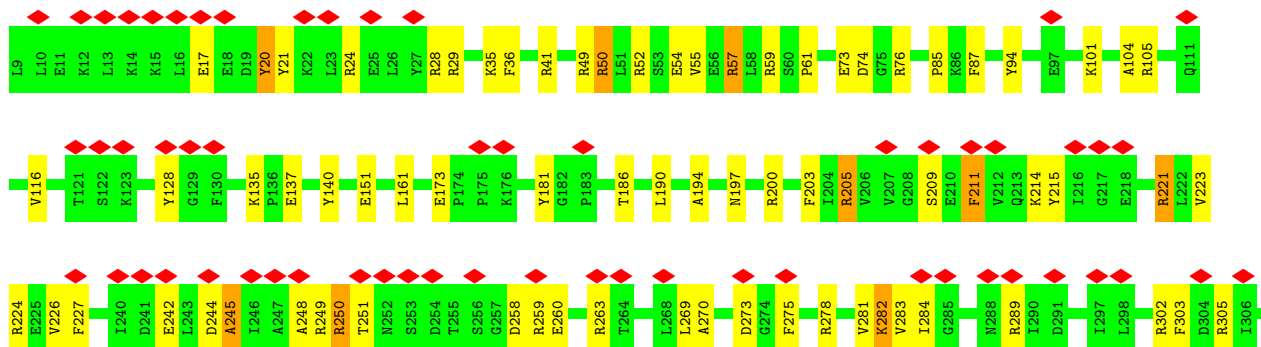 L9 L10 E11 K12 L13 K14 K15 L16 E17 E18 D19 Y20 Y21 K22 L23 R24 E25 L26 Y27 R28 R29 K35 F36 R41 R49 R50 L51 R52 S53 E54 V55 E56 R57 L58 R59 S60 P61 E73 D74 G75 R76 P85 K86 F87 Y94 E97 K101 A104 R105 Q111
V116 T121 S122 K123 Y128 G129 F130 K135 P136 E137 Y140 E151 L161 E173 P174 P175 K176 Y181 G182 P183 T186 L190 A194 N197 R200 F203 I204 R205 V206 V207 G208 S209 E210 F211 V212 Q213 K214 Y215 I216 G217 E218 R221 L222 V223
R224 E225 V226 F227 I240 D241 E242 L243 D244 A245 I246 A247 A248 R249 R250 T251 N252 S253 D254 T255 S256 G257 D258 R259 E260 R263 T264 L268 L269 A270 D273 G274 F275 R278 V281 K282 V283 I284 G285 N288 R289 I290 D291 I297 L298 R302 F303 D304 R305 I306